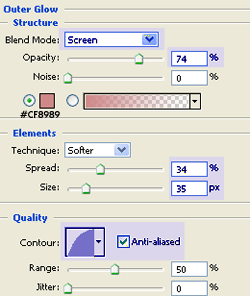 Outer Glow
Structure
Blend Mode: Screen
Opacity: 74 %
Noise: 0 %
#CF8989
Elements
Technique: Softer
Spread: 34 %
Size: 35 px
Quality
Contour: Anti-aliased
Range: 50 %
Jitter: 0 %